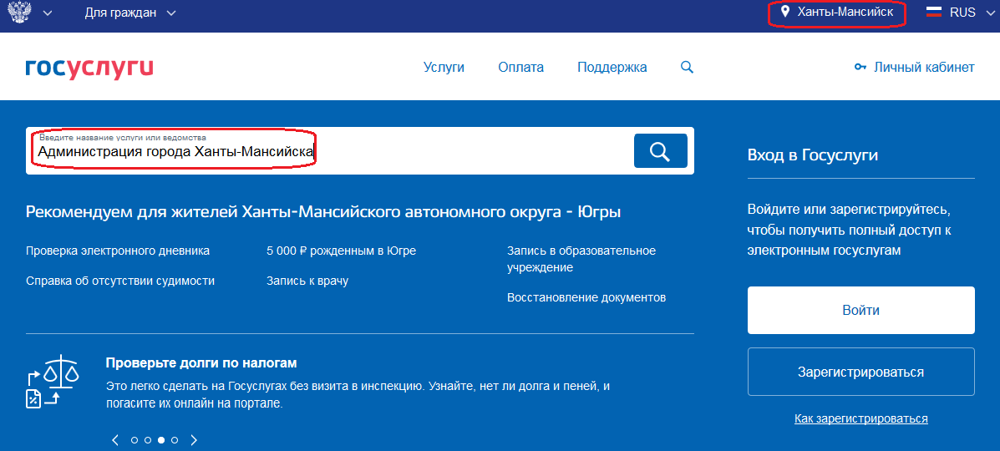 Для граждан
Ханты-Мансийск
RUS
госуслуги
Услуги
Оплата
Поддержка
Личный кабинет
Введите название услуги или ведомства
Администрация города Ханты-Мансийска
Рекомендуем для жителей Ханты-Мансийского автономного округа - Югры
Проверка электронного дневника
5 000 ₽ рожденным в Югре
Запись в образовательное
учреждение
Справка об отсутствии судимости
Запись к врачу
Восстановление документов
Проверьте долги по налогам
Это легко сделать на Госуслугах без визита в инспекцию. Узнайте, нет ли долга и пеней, и
погасите их онлайн на портале.
Вход в Госуслуги
Войдите или зарегистрируйтесь,
чтобы получить полный доступ к
электронным госуслугам
Войти
Зарегистрироваться
Как зарегистрироваться